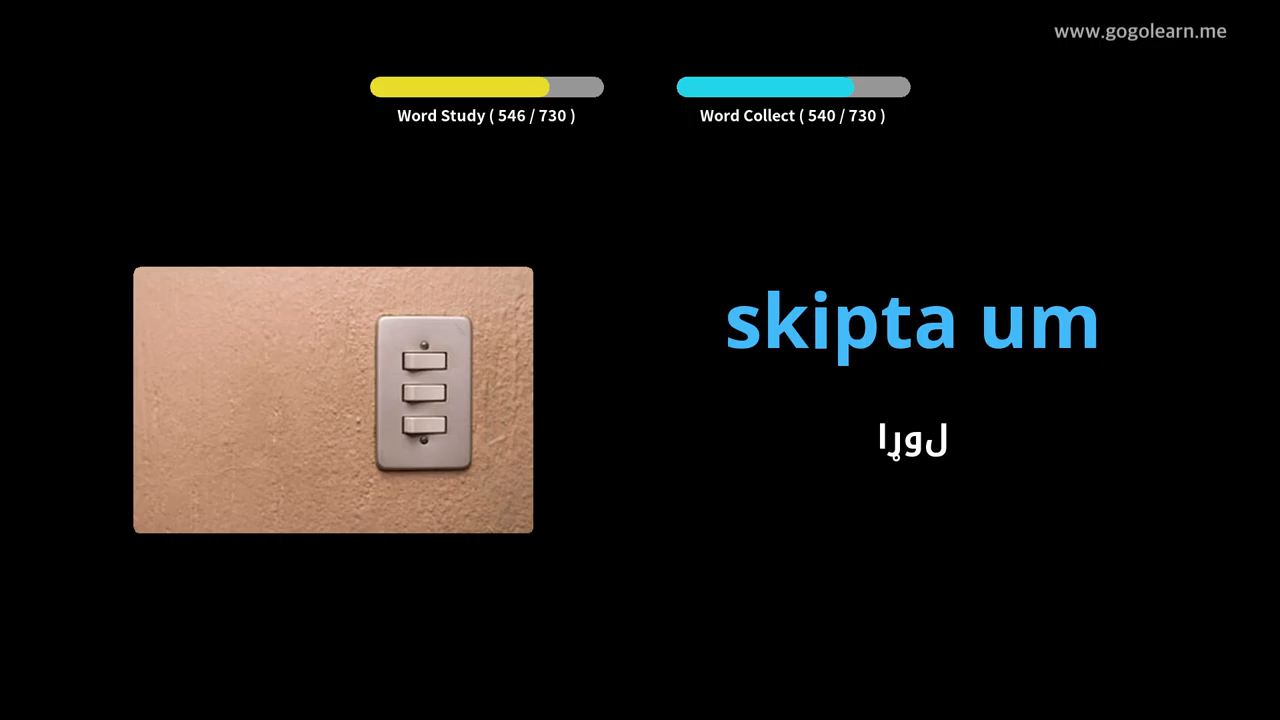 www.gogolearn.me
Word Study ( 546 / 730 )
Word Collect ( 540 / 730 )
skipta um
اړول